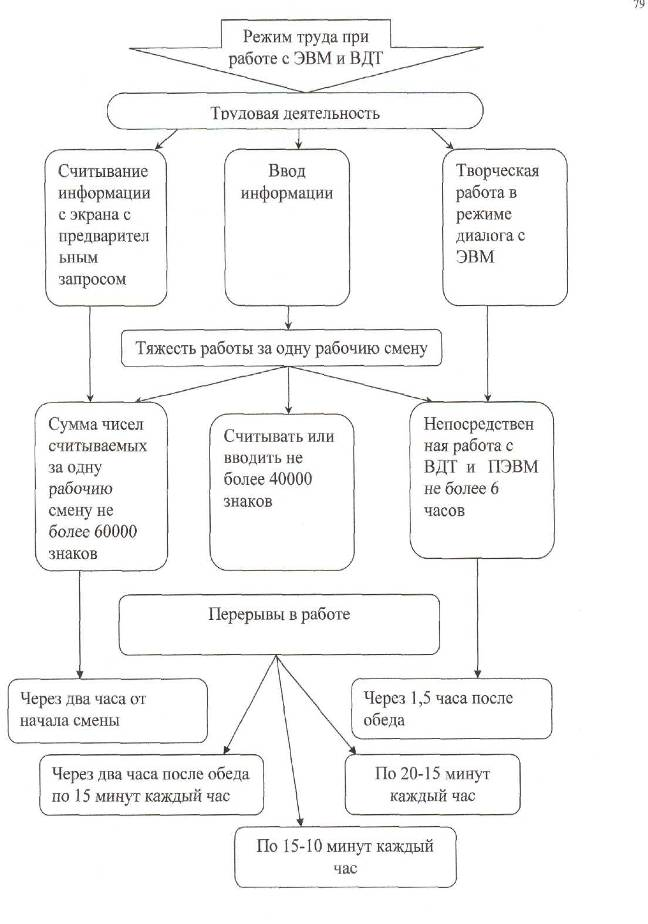 79
Режим труда при
работе с ЭВМ и ВДТ
Трудовая деятельность
Считывание
информации
с экрана с
предварител
ьным
запросом
Ввод
информации
Творческая
работа в
режиме
диалога с
ЭВМ
Тяжесть работы за одну рабочию смену
Сумма чисел
считываемых
за одну
рабочию
смену не
более 60000
знаков
Считывать или
вводить не
более 40000
знаков
Непосредствен
ная работа с
ВДТ и ПЭВМ
не более 6
часов
Перерывы в работе
Через два часа от
начала смены
Через 1,5 часа после
обеда
Через два часа после обеда
по 15 минут каждый час
По 20-15 минут
каждый час
По 15-10 минут каждый
час